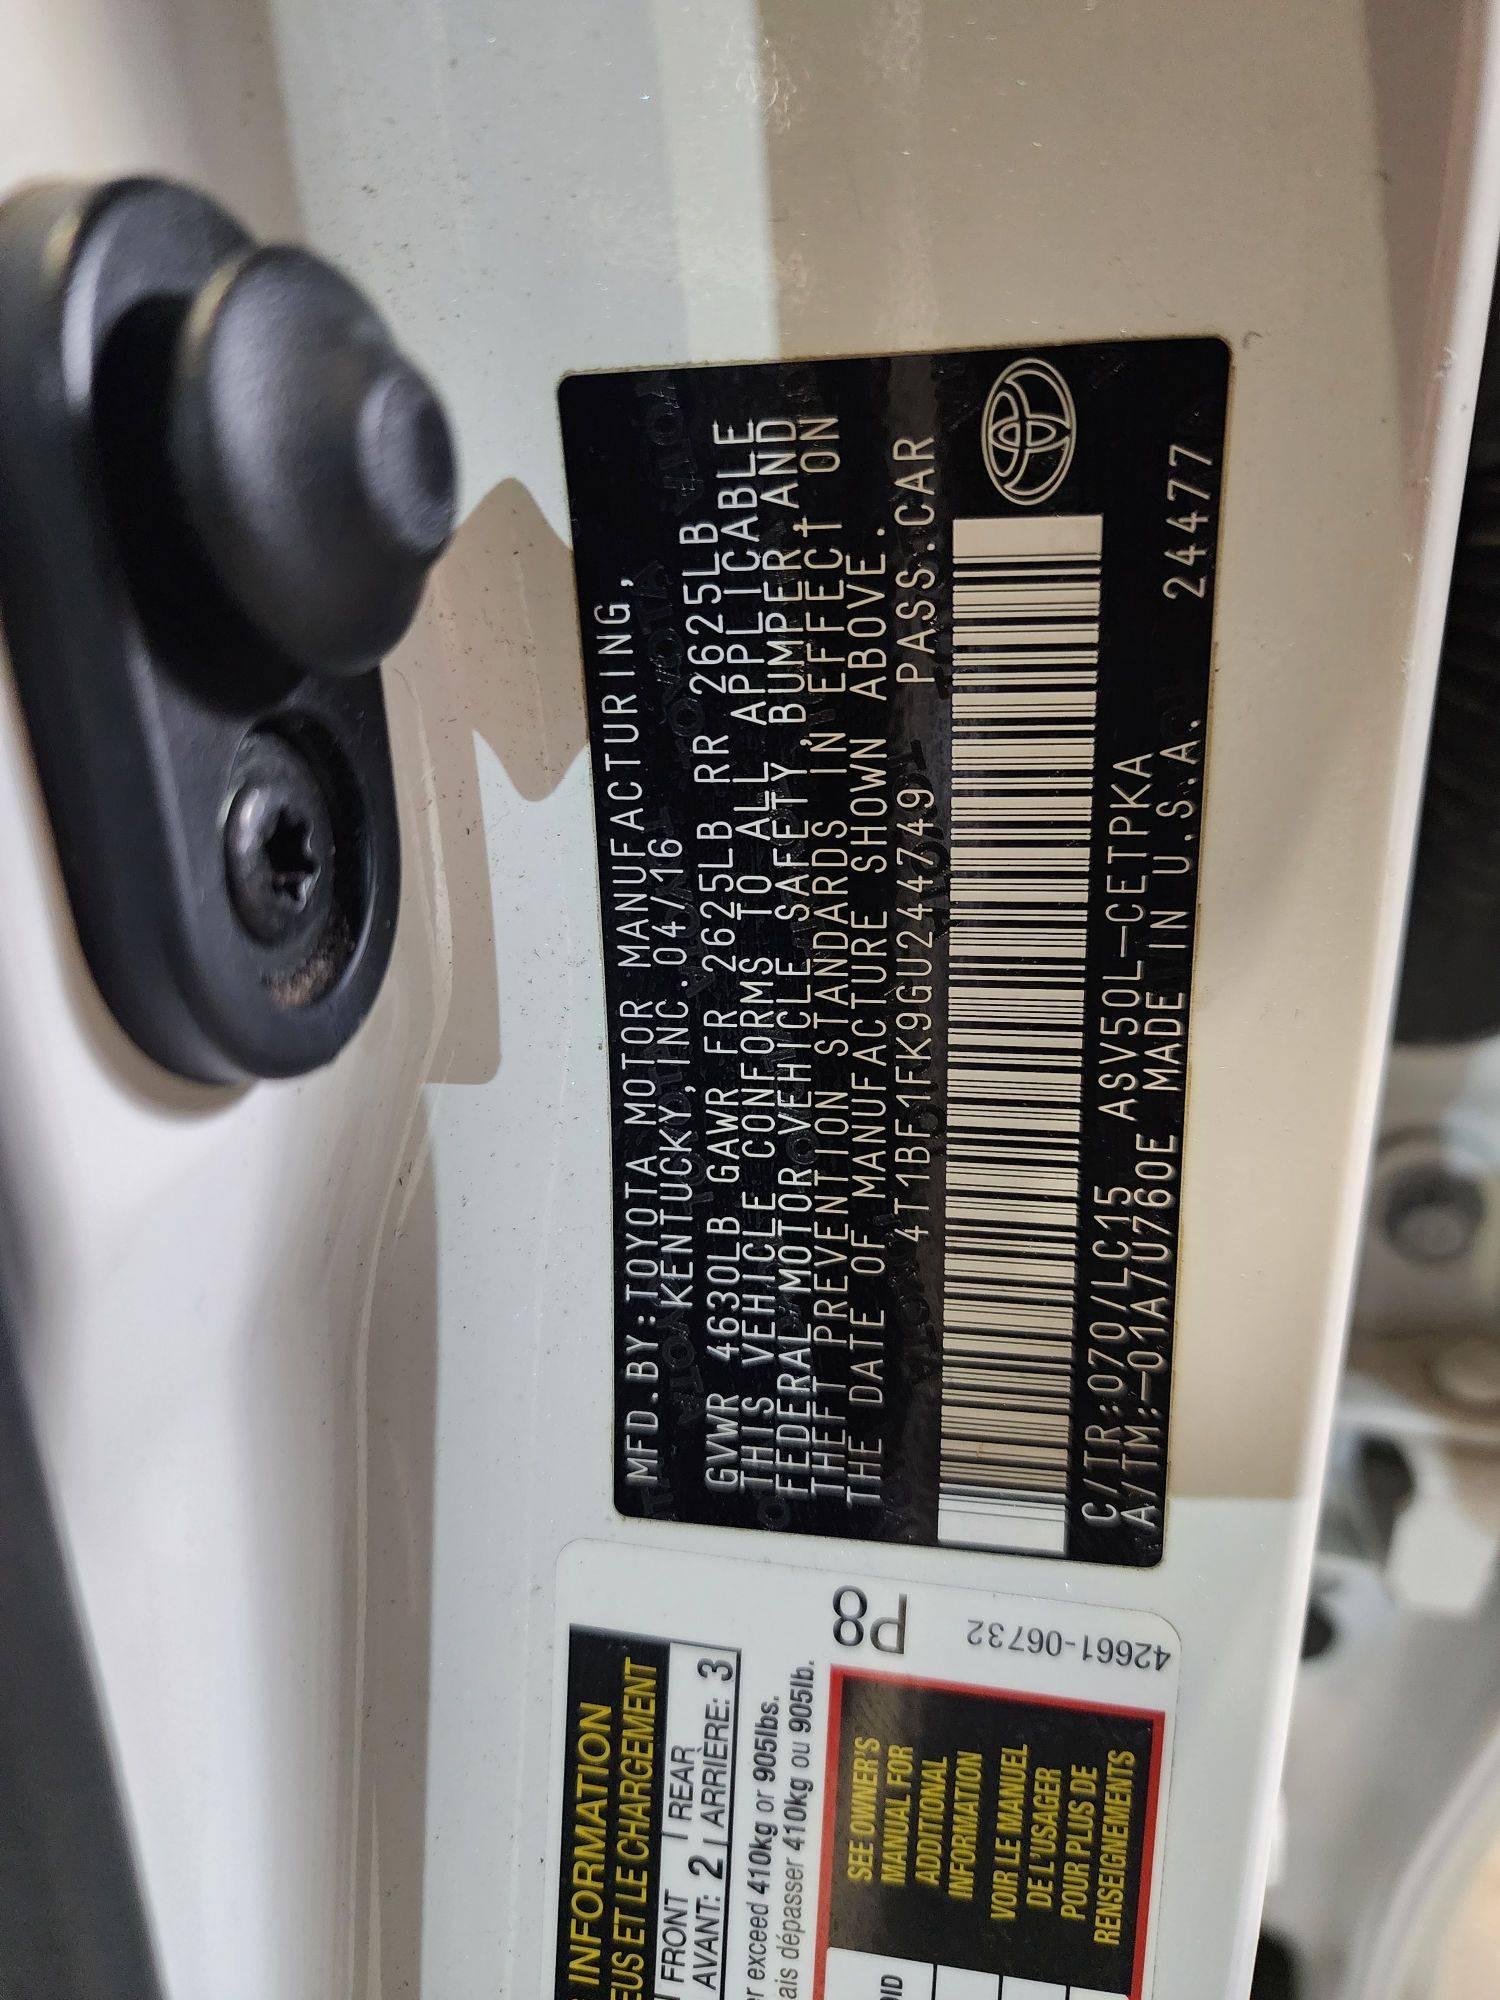 MFD.BY:TOYOTA MOTOR MANUFACTURING,
KENTUCKY, INC. 04/16
GVWR 4630LB GAWR FR 2625LB RR 2625LB
THIS VEHICLE CONFORMS TO ALL APPLICABLE
FEDERAL MOTOR VEHICLE SAFETY, BUMPER AND
THEFT PREVENTION STANDARDS IN EFFECT ON
THE DATE OF MANUFACTURE SHOWN ABOVE.
4T1BF1FK9GU244749 PASS.CAR
C/TR:070/LC15 ASV50L-CETPKA
A/TM:-01A/U760E MADE IN U.S.A. 24477
INFORMATION
ET LE CHARGEMENT
FRONT REAR
AVANT: 2 ARRIÈRE: 3
exceed 410kg or 905lbs.
dépasser 410kg ou 905lb.
P8
42661-06732
SEE OWNER'S
MANUAL FOR
ADDITIONAL
INFORMATION
VOIR LE MANUEL
DE L'USAGER
POUR PLUS DE
RENSEIGNEMENTS